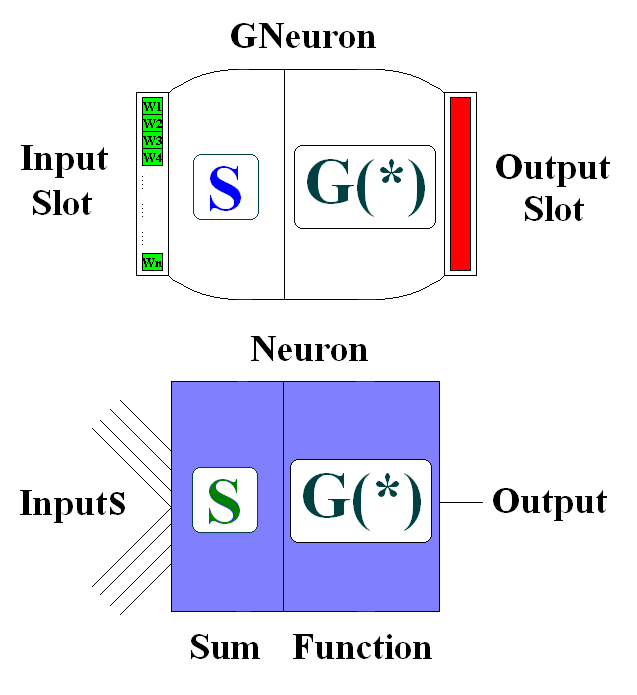 GNeuron
W1
W2
W3
W4
Wn
Input
Slot
S
G(*)
Output
Slot
Neuron
Inputs
S
G(*)
Output
Sum Function